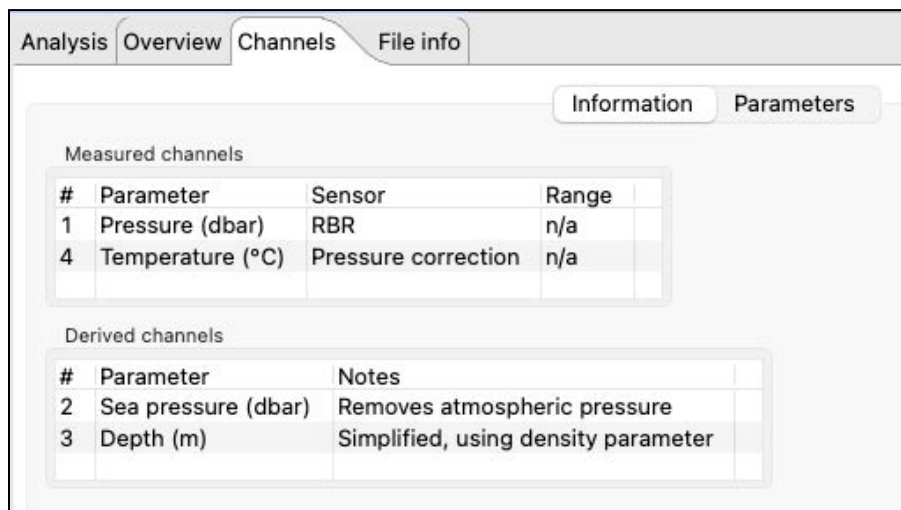 Analysis Overview Channels File info
Information Parameters
Measured channels
# Parameter Sensor Range
1 Pressure (dbar) RBR n/a
4 Temperature (°C) Pressure correction n/a
Derived channels
# Parameter Notes
2 Sea pressure (dbar) Removes atmospheric pressure
3 Depth (m) Simplified, using density parameter